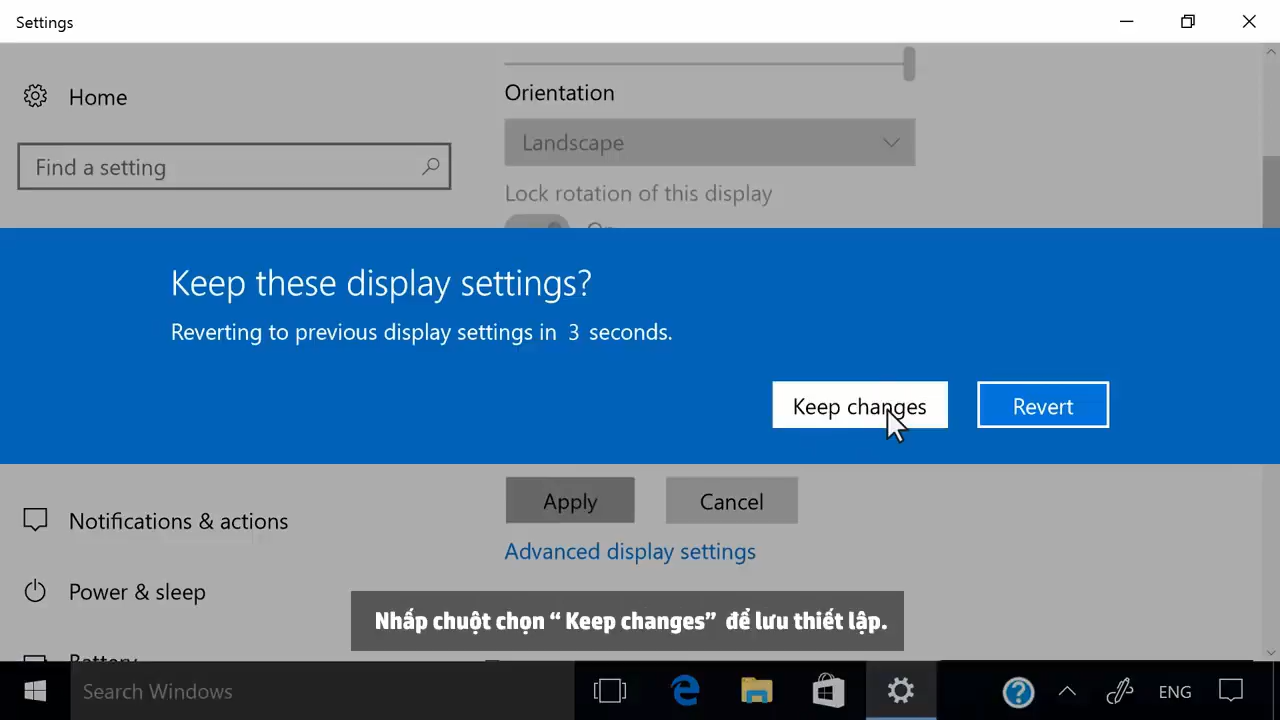 Settings
Home
Find a setting
Orientation
Landscape
Lock rotation of this display
On
Keep these display settings?
Reverting to previous display settings in 3 seconds.
Keep changes
Revert
Apply
Cancel
Advanced display settings
Notifications & actions
Power & sleep
Battery
Nhấp chuột chọn “ Keep changes” để lưu thiết lập.
Search Windows
ENG